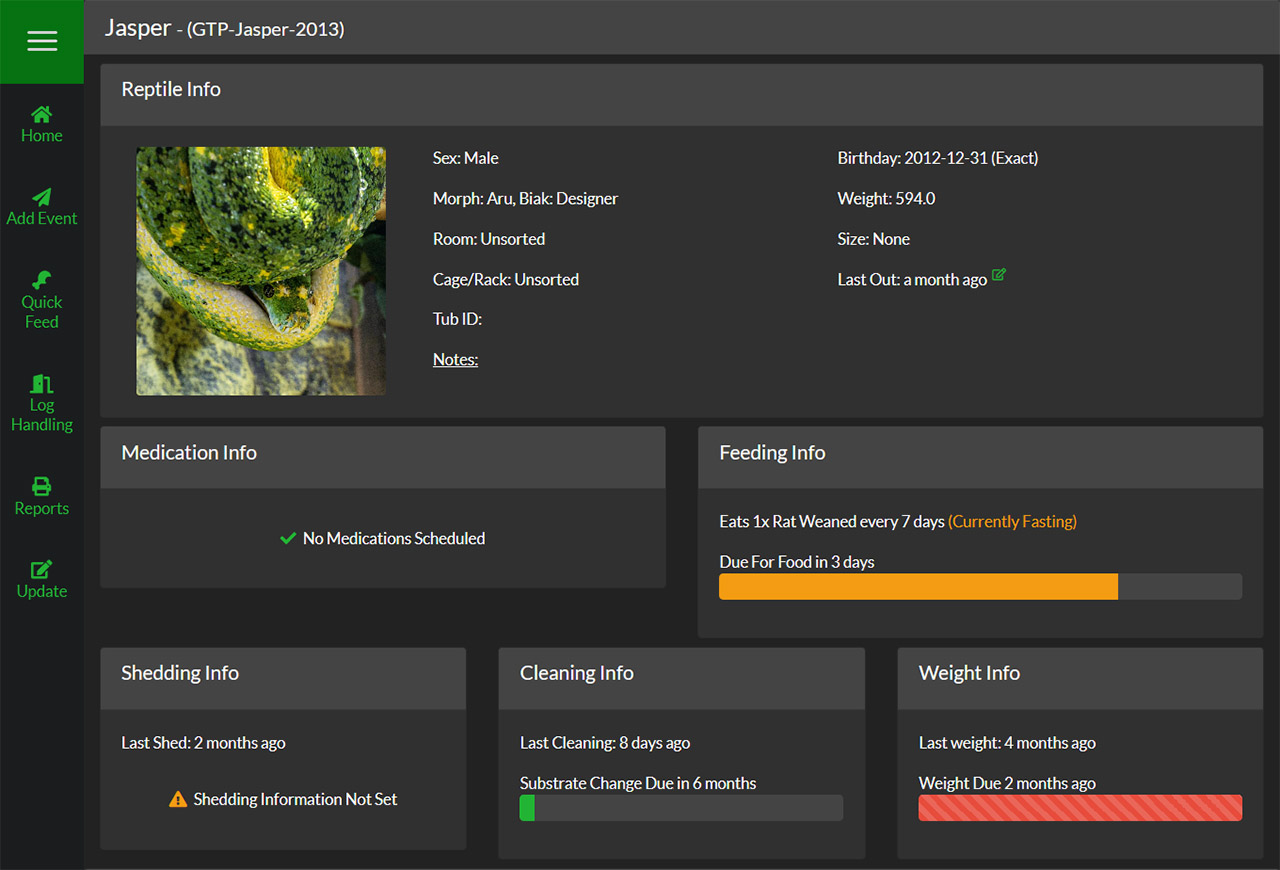 Jasper - (GTP-Jasper-2013)
Home
Add Event
Quick
Feed
Log
Handling
Reports
Update
Reptile Info
Sex: Male
Morph: Aru, Biak: Designer
Room: Unsorted
Cage/Rack: Unsorted
Tub ID:
Notes:
Birthday: 2012-12-31 (Exact)
Weight: 594.0
Size: None
Last Out: a month ago
Medication Info
No Medications Scheduled
Feeding Info
Eats 1x Rat Weaned every 7 days (Currently Fasting)
Due For Food in 3 days
Shedding Info
Last Shed: 2 months ago
Shedding Information Not Set
Cleaning Info
Last Cleaning: 8 days ago
Substrate Change Due in 6 months
Weight Info
Last weight: 4 months ago
Weight Due 2 months ago